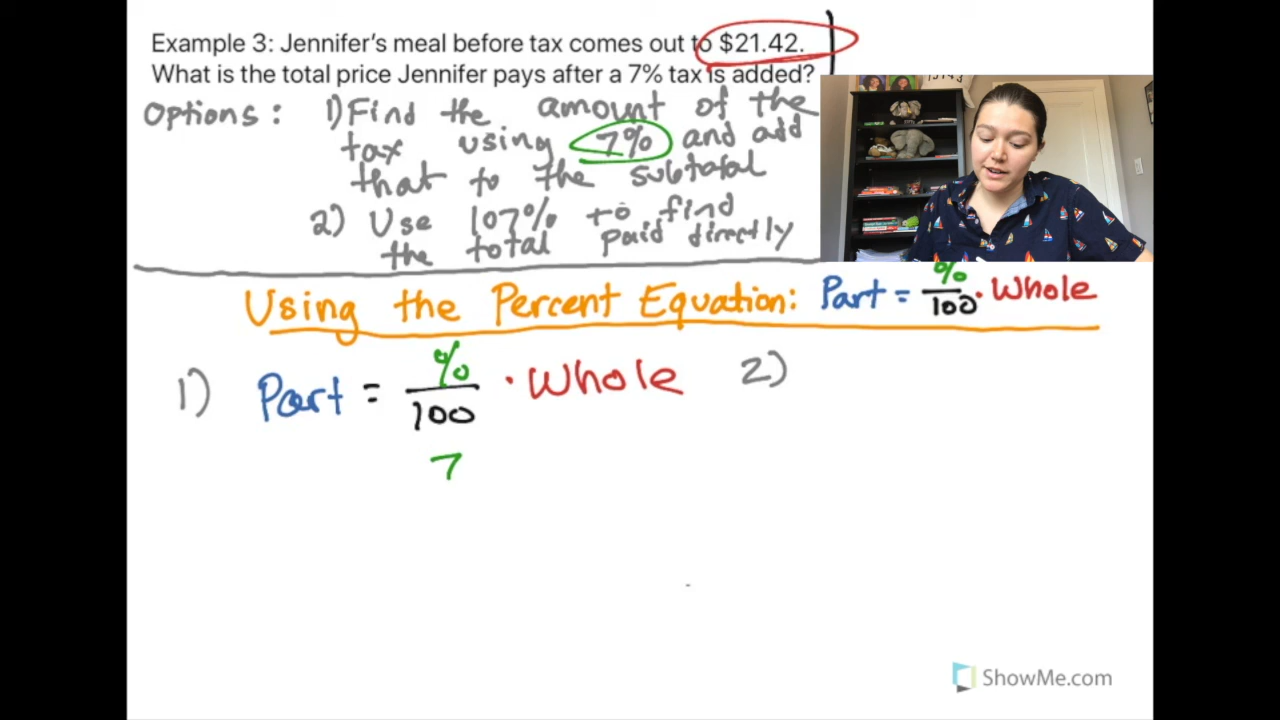 Example 3: Jennifer's meal before tax comes out to $21.42.
What is the total price Jennifer pays after a 7% tax is added?
Options: 1) Find the amount of the
tax using 7% and add
that to the subtotal
2) Use 107% to find
the total paid directly
Using the Percent Equation: Part = %/100 · Whole
1) Part = %/100 · Whole 2)
7
ShowMe.com